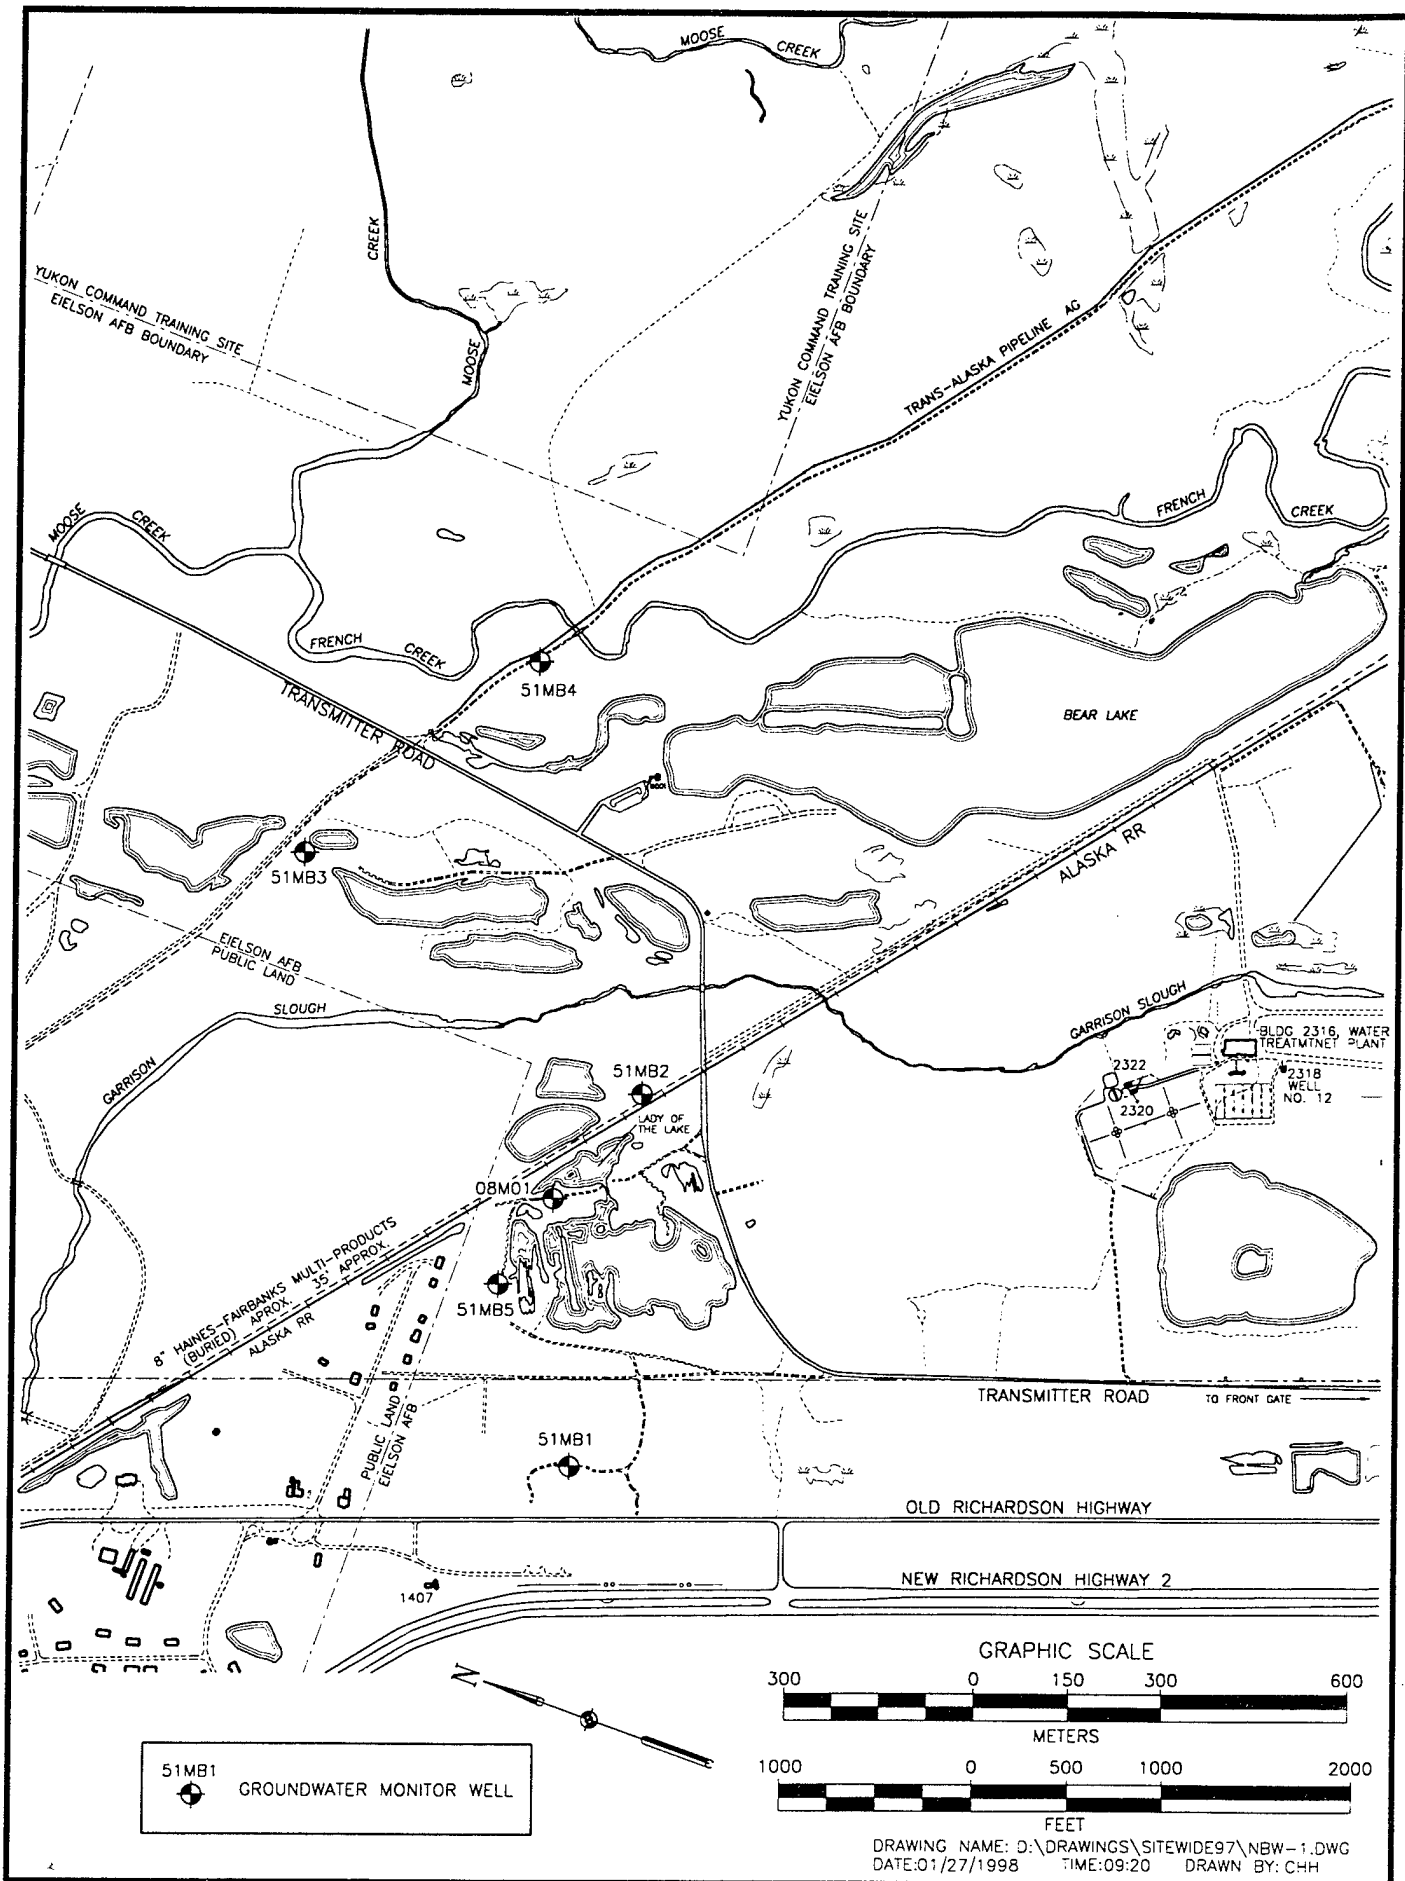 MOOSE
CREEK
CREEK
MOOSE
YUKON COMMAND TRAINING SITE
EIELSON AFB BOUNDARY
YUKON COMMAND TRAINING SITE
EIELSON AFB BOUNDARY
TRANS-ALASKA PIPELINE AG
MOOSE
CREEK
FRENCH
CREEK
FRENCH
CREEK
51MB4
TRANSMITTER ROAD
BEAR LAKE
ALASKA RR
51MB3
EIELSON AFB
PUBLIC LAND
SLOUGH
GARRISON
GARRISON SLOUGH
BLDG 2316, WATER
TREATMTNET PLANT
2322
2320
2318
WELL
NO. 12
51MB2
LADY OF
THE LAKE
08M01
51MB5
8" HAINES-FAIRBANKS MULTI-PRODUCTS
(BURIED) APROX. 35' APPROX.
ALASKA RR
PUBLIC LAND
EIELSON AFB
TRANSMITTER ROAD
TO FRONT GATE
51MB1
OLD RICHARDSON HIGHWAY
NEW RICHARDSON HIGHWAY 2
1407
N
GRAPHIC SCALE
300 0 150 300 600
METERS
1000 0 500 1000 2000
FEET
51MB1
GROUNDWATER MONITOR WELL
DRAWING NAME: D:\DRAWINGS\SITEWIDE97\NBW-1.DWG
DATE:01/27/1998 TIME:09:20 DRAWN BY: CHH